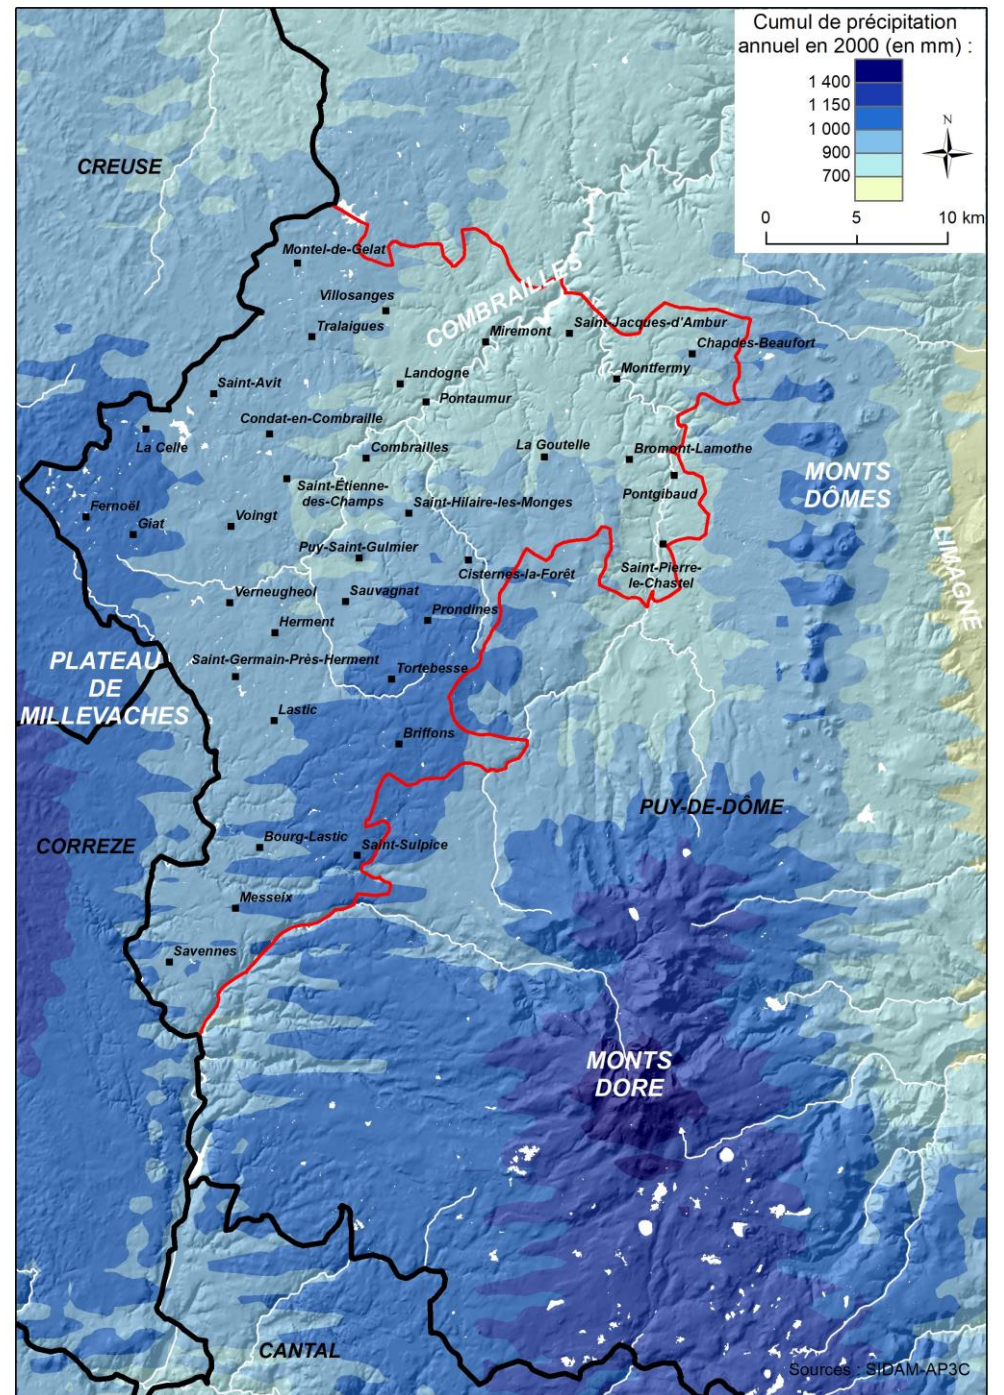 Cumul de précipitation
annuel en 2000 (en mm) :
1 400
1 150
1 000
900
700
N
0 5 10 km
CREUSE
Montel-de-Gelat
Villosanges
COMBRAILLES
Tralaigues
Miremont
Saint-Jacques-d'Ambur
Chapdes-Beaufort
Montfermy
Landogne
Saint-Avit
Pontaumur
Condat-en-Combraille
La Celle
Combrailles
La Goutelle
Bromont-Lamothe
MONTS
DÔMES
Saint-Étienne-
des-Champs
Pontgibaud
Saint-Hilaire-les-Monges
Fernoël
Giat
Voingt
LIMAGNE
Puy-Saint-Gulmier
Cisternes-la-Forêt
Saint-Pierre-
le-Chastel
Verneugheol
Sauvagnat
Prondines
Herment
PLATEAU
DE
MILLEVACHES
Saint-Germain-Près-Herment
Tortebesse
Lastic
Briffons
PUY-DE-DÔME
CORREZE
Bourg-Lastic
Saint-Sulpice
Messeix
Savennes
MONTS
DORE
CANTAL
Sources : SIDAM-AP3C